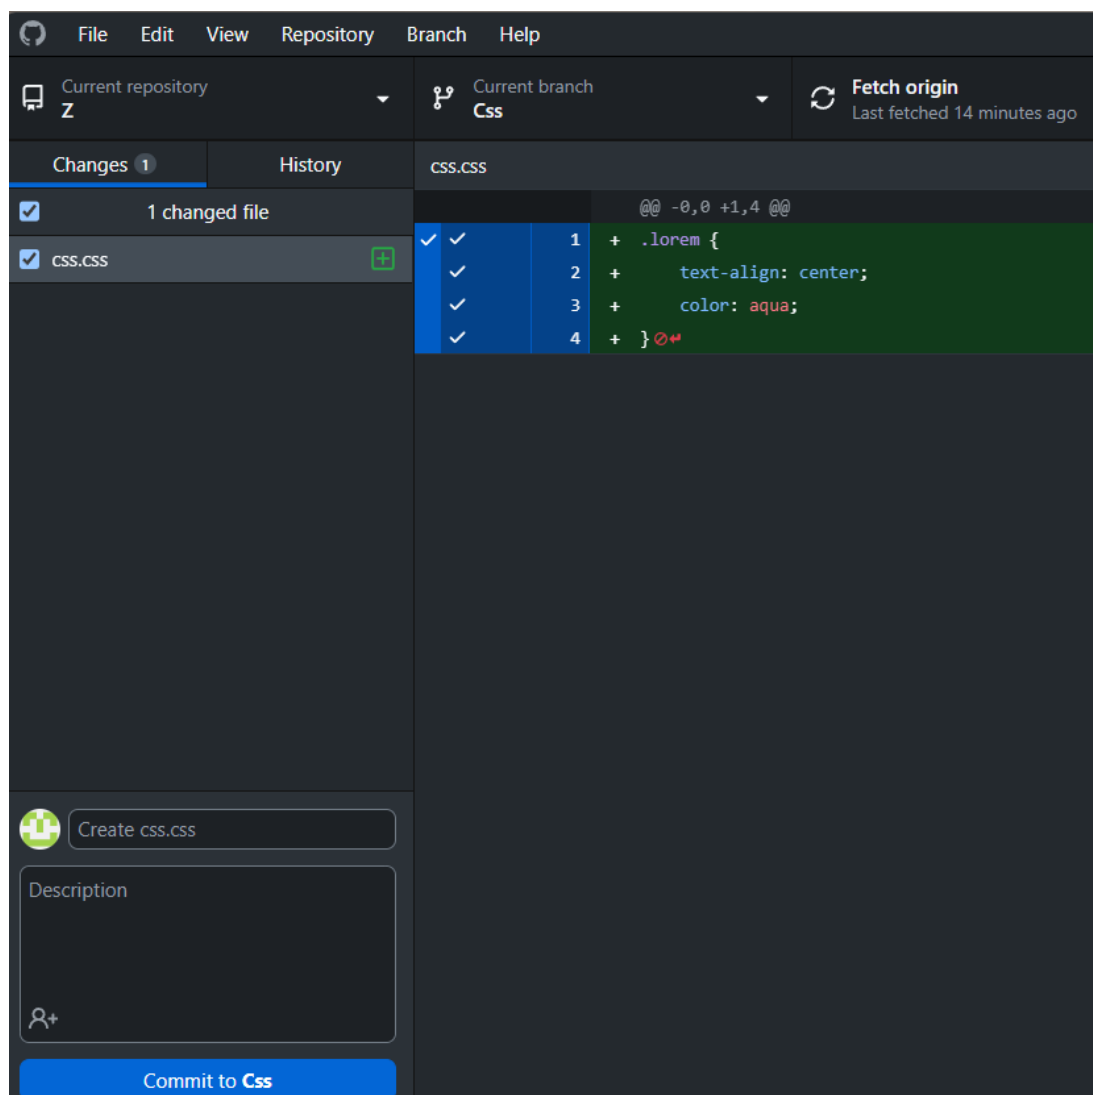 File Edit View Repository Branch Help
Current repository
Z
Current branch
Css
Fetch origin
Last fetched 14 minutes ago
Changes 1 History
1 changed file
css.css
css.css
@@ -0,0 +1,4 @@
1 + .lorem {
2 + text-align: center;
3 + color: aqua;
4 + }
Create css.css
Description
Commit to Css